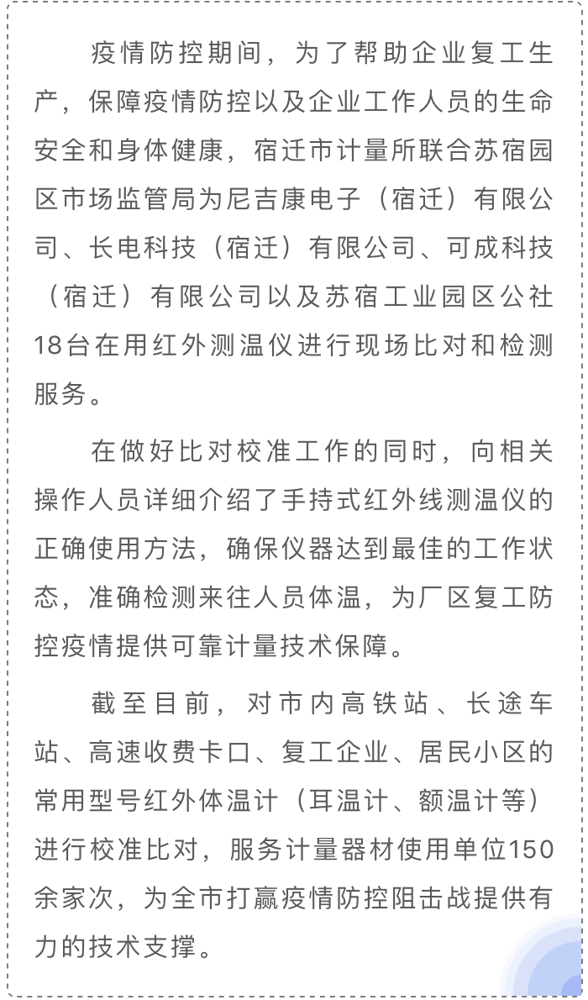 疫情防控期间，为了帮助企业复工生
产，保障疫情防控以及企业工作人员的生命
安全和身体健康，宿迁市计量所联合苏宿园
区市场监管局为尼吉康电子（宿迁）有限公
司、长电科技（宿迁）有限公司、可成科技
（宿迁）有限公司以及苏宿工业园区公社
18台在用红外测温仪进行现场比对和检测
服务。
在做好比对校准工作的同时，向相关
操作人员详细介绍了手持式红外线测温仪的
正确使用方法，确保仪器达到最佳的工作状
态，准确检测来往人员体温，为厂区复工防
控疫情提供可靠计量技术保障。
截至目前，对市内高铁站、长途车
站、高速收费卡口、复工企业、居民小区的
常用型号红外体温计（耳温计、额温计等）
进行校准比对，服务计量器材使用单位150
余家次，为全市打赢疫情防控阻击战提供有
力的技术支撑。